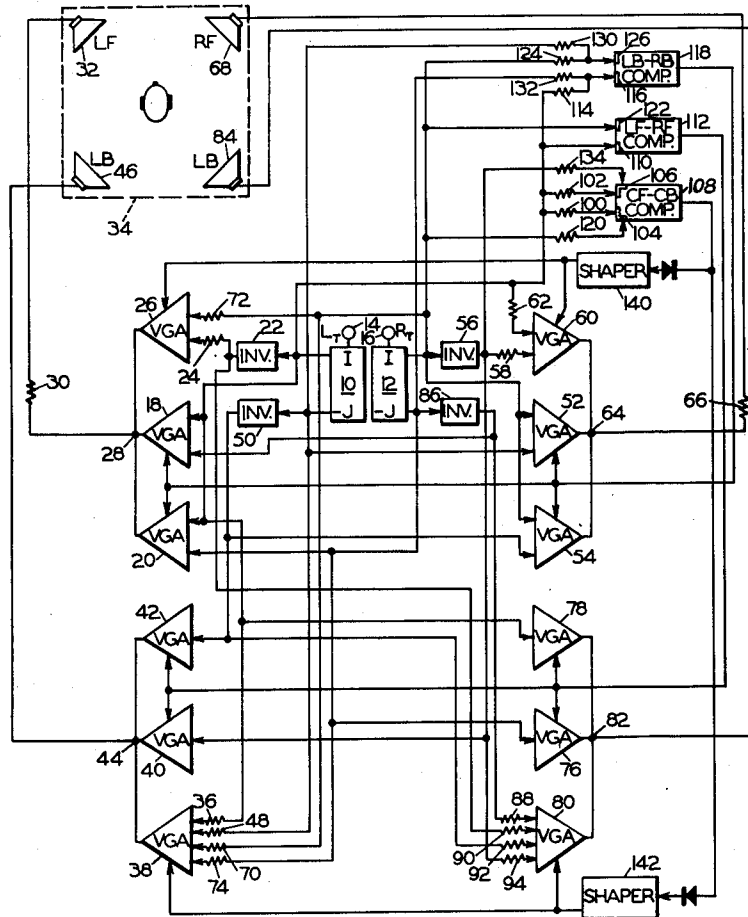 LF
RF
32
68
LB
84
LB
46
34
130
126
124
118
LB-RB
COMP.
132
116
114
122
112
LF-RF
COMP.
134
110
102
106
108
CF-CB
COMP.
100
104
120
SHAPER
140
26
72
VGA
24
22
INV.
LT
14
16
RT
I
10
-J
I
12
-J
56
INV.
62
60
VGA
58
30
18
VGA
50
INV.
86
INV.
52
VGA
66
28
64
VGA
20
VGA
54
42
VGA
78
VGA
44
VGA
40
VGA
76
82
36
48
VGA
38
70
74
88
80
VGA
90
92
94
142
SHAPER